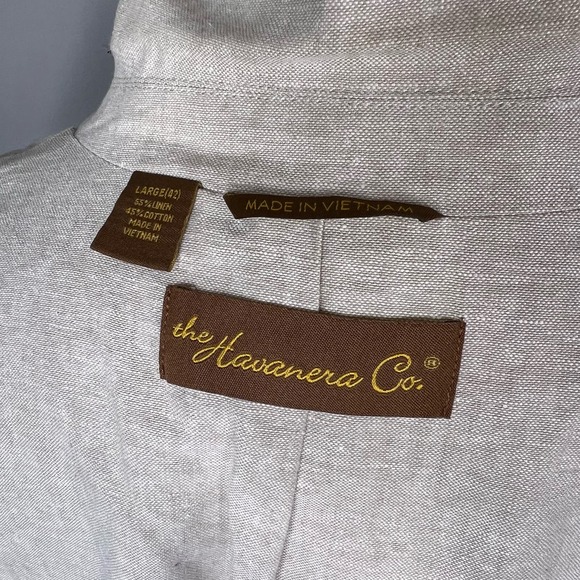 LARGE(42)
55% LINEN
45% COTTON
MADE IN
VIETNAM
MADE IN VIETNAM
the Havanera Co.®